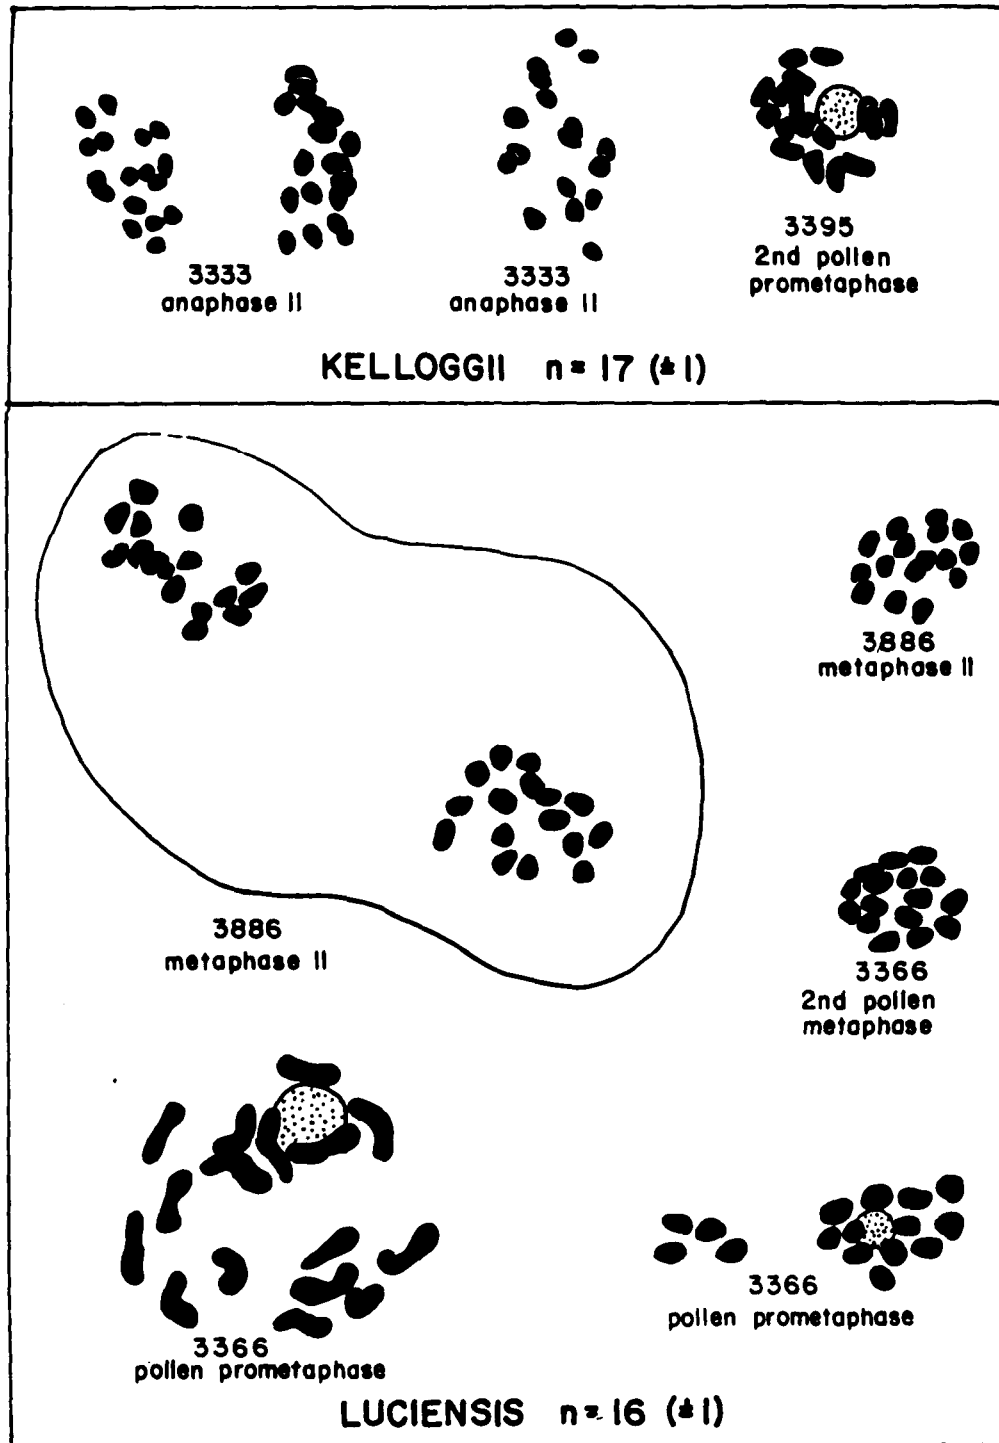 3333
anaphase II
3333
anaphase II
3395
2nd pollen
prometaphase
KELLOGGII n = 17 (±1)
3886
metaphase II
3886
metaphase II
3366
2nd pollen
metaphase
3366
pollen prometaphase
3366
pollen prometaphase
LUCIENSIS n = 16 (±1)